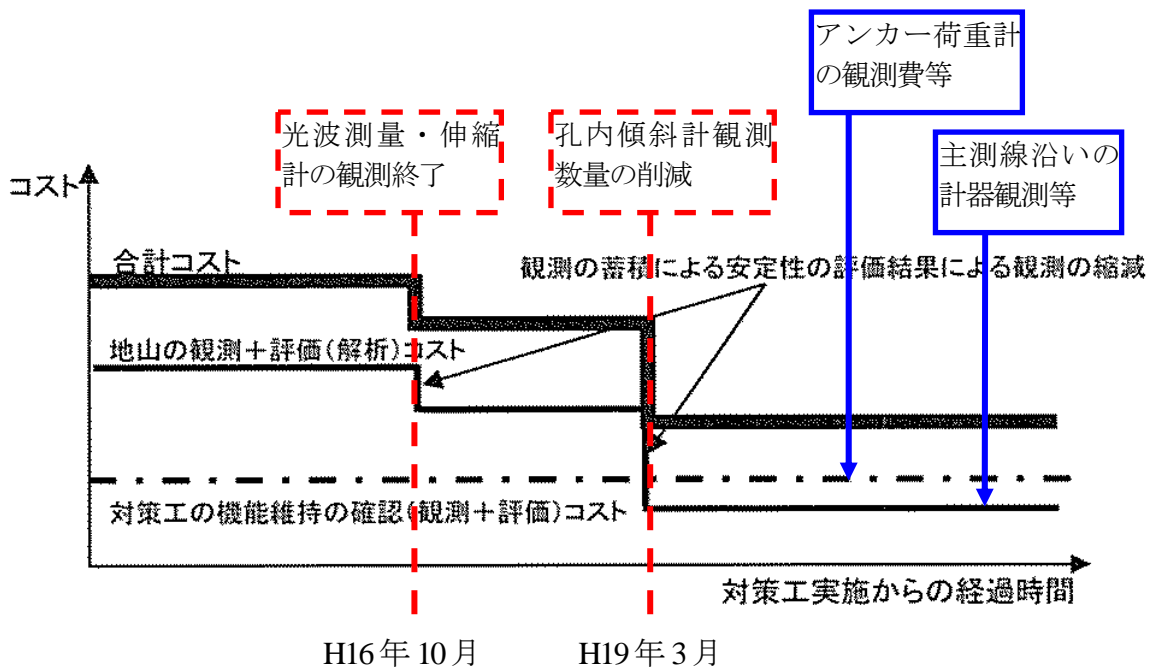 アンカー荷重計
の観測費等
光波測量・伸縮
計の観測終了
孔内傾斜計観測
数量の削減
主測線沿いの
計器観測等
コスト
合計コスト
観測の蓄積による安定性の評価結果による観測の縮減
地山の観測+評価(解析)コスト
対策工の機能維持の確認(観測+評価)コスト
対策工実施からの経過時間
H16年10月
H19年3月